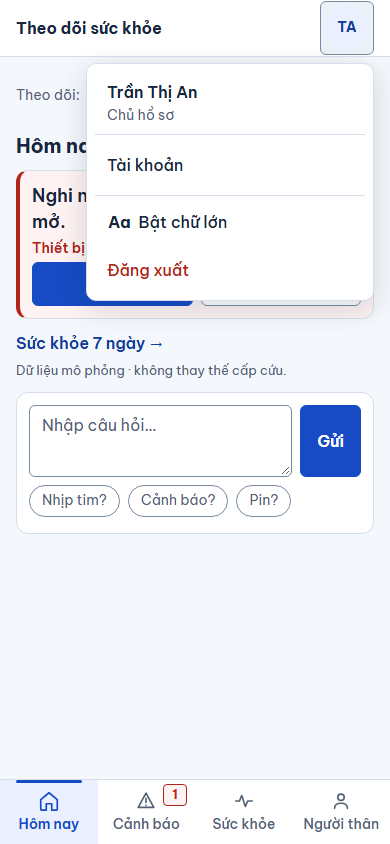 Theo dõi sức khỏe
TA
Theo dõi:
Trần Thị An
Chủ hồ sơ
Tài khoản
Aa Bật chữ lớn
Đăng xuất
Hôm
Nghi
mở.
Thiết bị
Sức khỏe 7 ngày →
Dữ liệu mô phỏng · không thay thế cấp cứu.
Nhập câu hỏi...
Gửi
Nhịp tim?
Cảnh báo?
Pin?
1
Hôm nay
Cảnh báo
Sức khỏe
Người thân